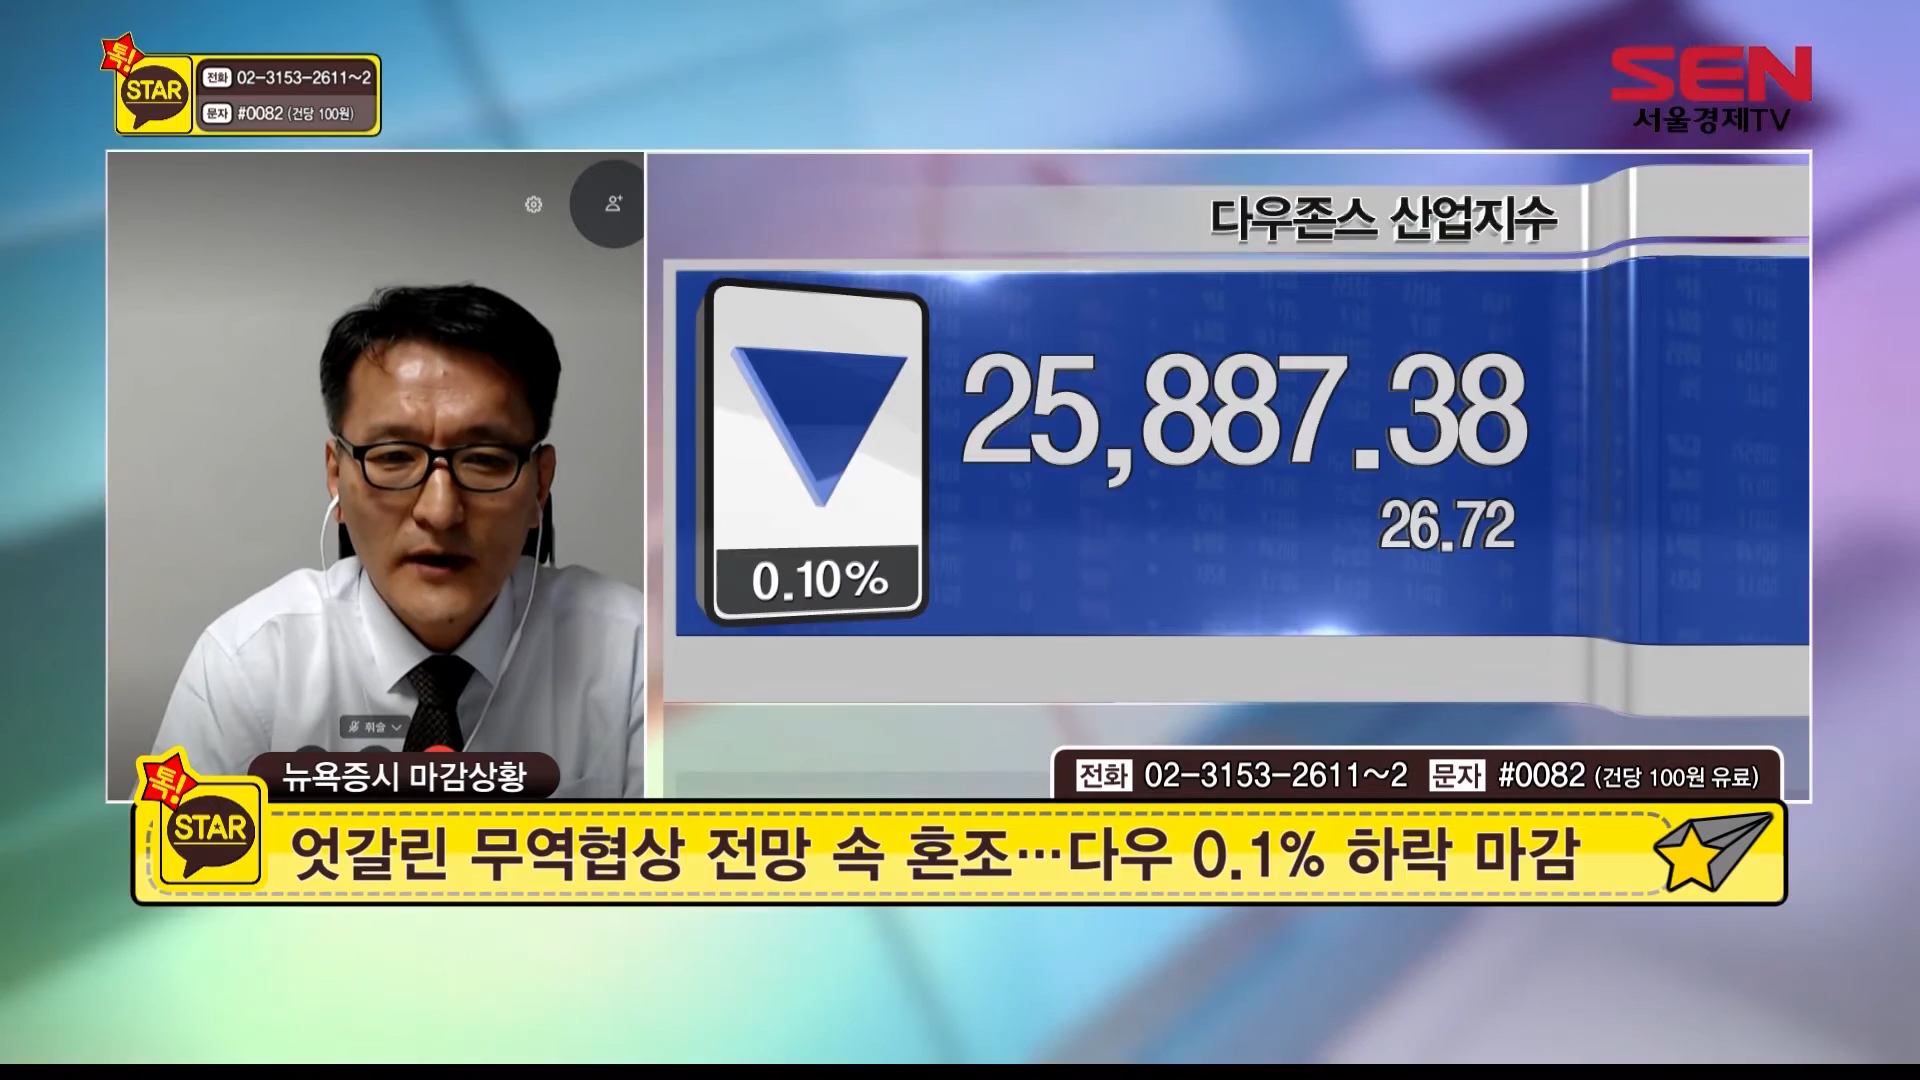 톡!
STAR
전화 02-3153-2611~2
문자 #0082 (건당 100원)
SEN
서울경제TV
다우존스 산업지수
25,887.38
26.72
0.10%
휘슬
뉴욕증시 마감상황
전화 02-3153-2611~2 문자 #0082 (건당 100원 유료)
톡!
STAR
엇갈린 무역협상 전망 속 혼조…다우 0.1% 하락 마감